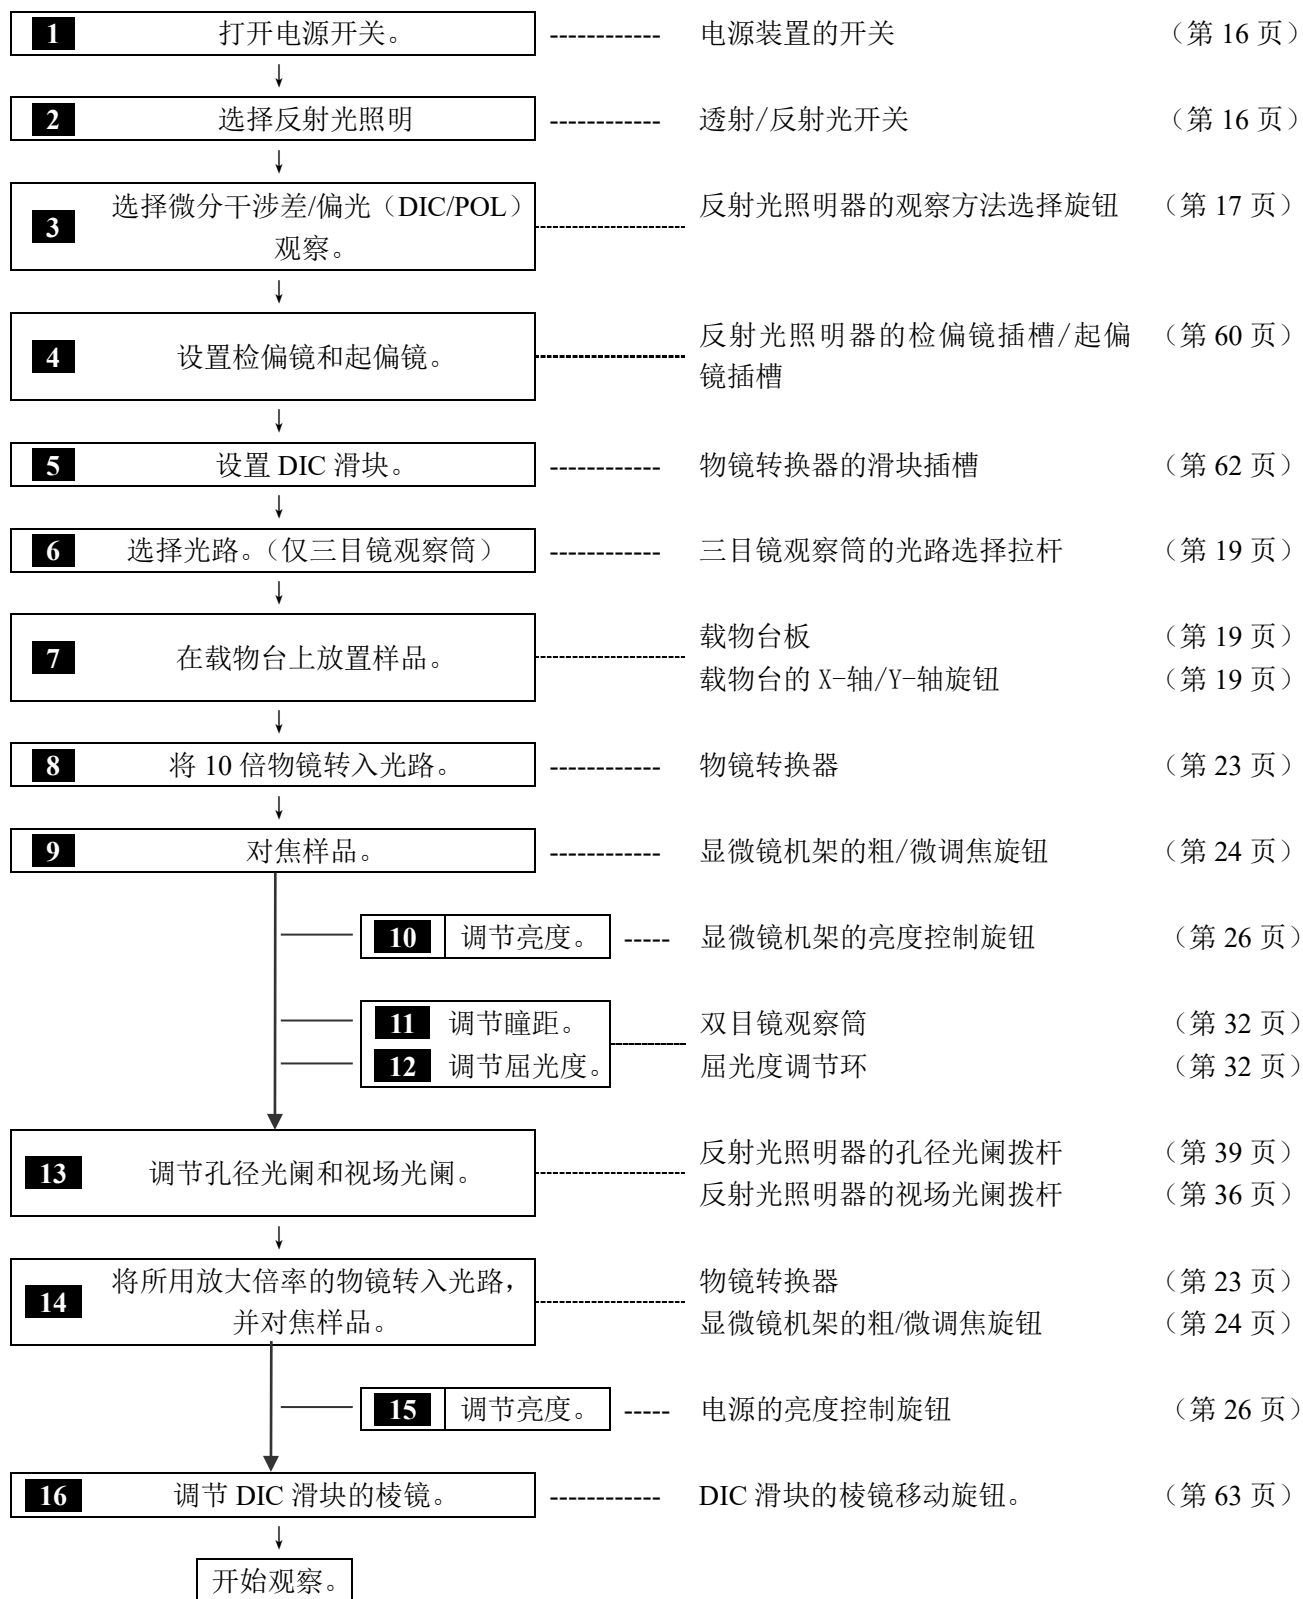 1 打开电源开关。 ------------ 电源装置的开关 （第 16 页）
↓
2 选择反射光照明 ------------ 透射/反射光开关 （第 16 页）
↓
3 选择微分干涉差/偏光（DIC/POL） 反射光照明器的观察方法选择旋钮 （第 17 页）
观察。
↓
4 设置检偏镜和起偏镜。 反射光照明器的检偏镜插槽/起偏 （第 60 页）
镜插槽
↓
5 设置 DIC 滑块。 ------------ 物镜转换器的滑块插槽 （第 62 页）
↓
6 选择光路。（仅三目镜观察筒） ------------ 三目镜观察筒的光路选择拉杆 （第 19 页）
↓
7 在载物台上放置样品。 载物台板 （第 19 页）
载物台的 X-轴/Y-轴旋钮 （第 19 页）
↓
8 将 10 倍物镜转入光路。 ------------ 物镜转换器 （第 23 页）
↓
9 对焦样品。 ------------ 显微镜机架的粗/微调焦旋钮 （第 24 页）
10 调节亮度。 ----- 显微镜机架的亮度控制旋钮 （第 26 页）
11 调节瞳距。 双目镜观察筒 （第 32 页）
12 调节屈光度。 屈光度调节环 （第 32 页）
13 调节孔径光阑和视场光阑。 反射光照明器的孔径光阑拨杆 （第 39 页）
反射光照明器的视场光阑拨杆 （第 36 页）
↓
14 将所用放大倍率的物镜转入光路， 物镜转换器 （第 23 页）
并对焦样品。 显微镜机架的粗/微调焦旋钮 （第 24 页）
15 调节亮度。 ----- 电源的亮度控制旋钮 （第 26 页）
16 调节 DIC 滑块的棱镜。 ------------ DIC 滑块的棱镜移动旋钮。 （第 63 页）
↓
开始观察。